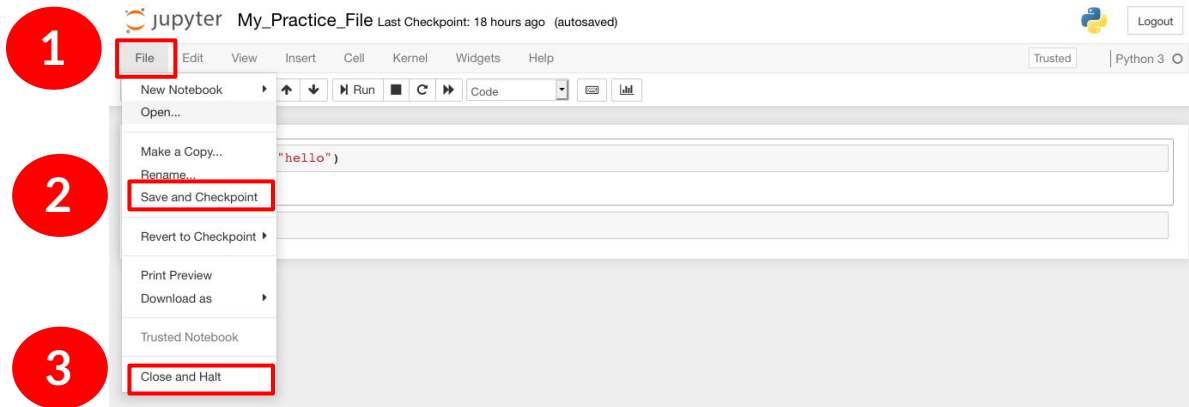 jupyter My_Practice_File Last Checkpoint: 18 hours ago (autosaved) Logout
1
File Edit View Insert Cell Kernel Widgets Help Trusted Python 3
New Notebook Run Code
Open...
Make a Copy... "hello")
Rename...
2
Save and Checkpoint
Revert to Checkpoint
Print Preview
Download as
Trusted Notebook
3
Close and Halt